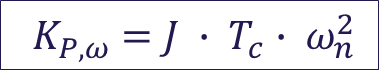 K_{P,ω} = J · T_c · ω_n^2